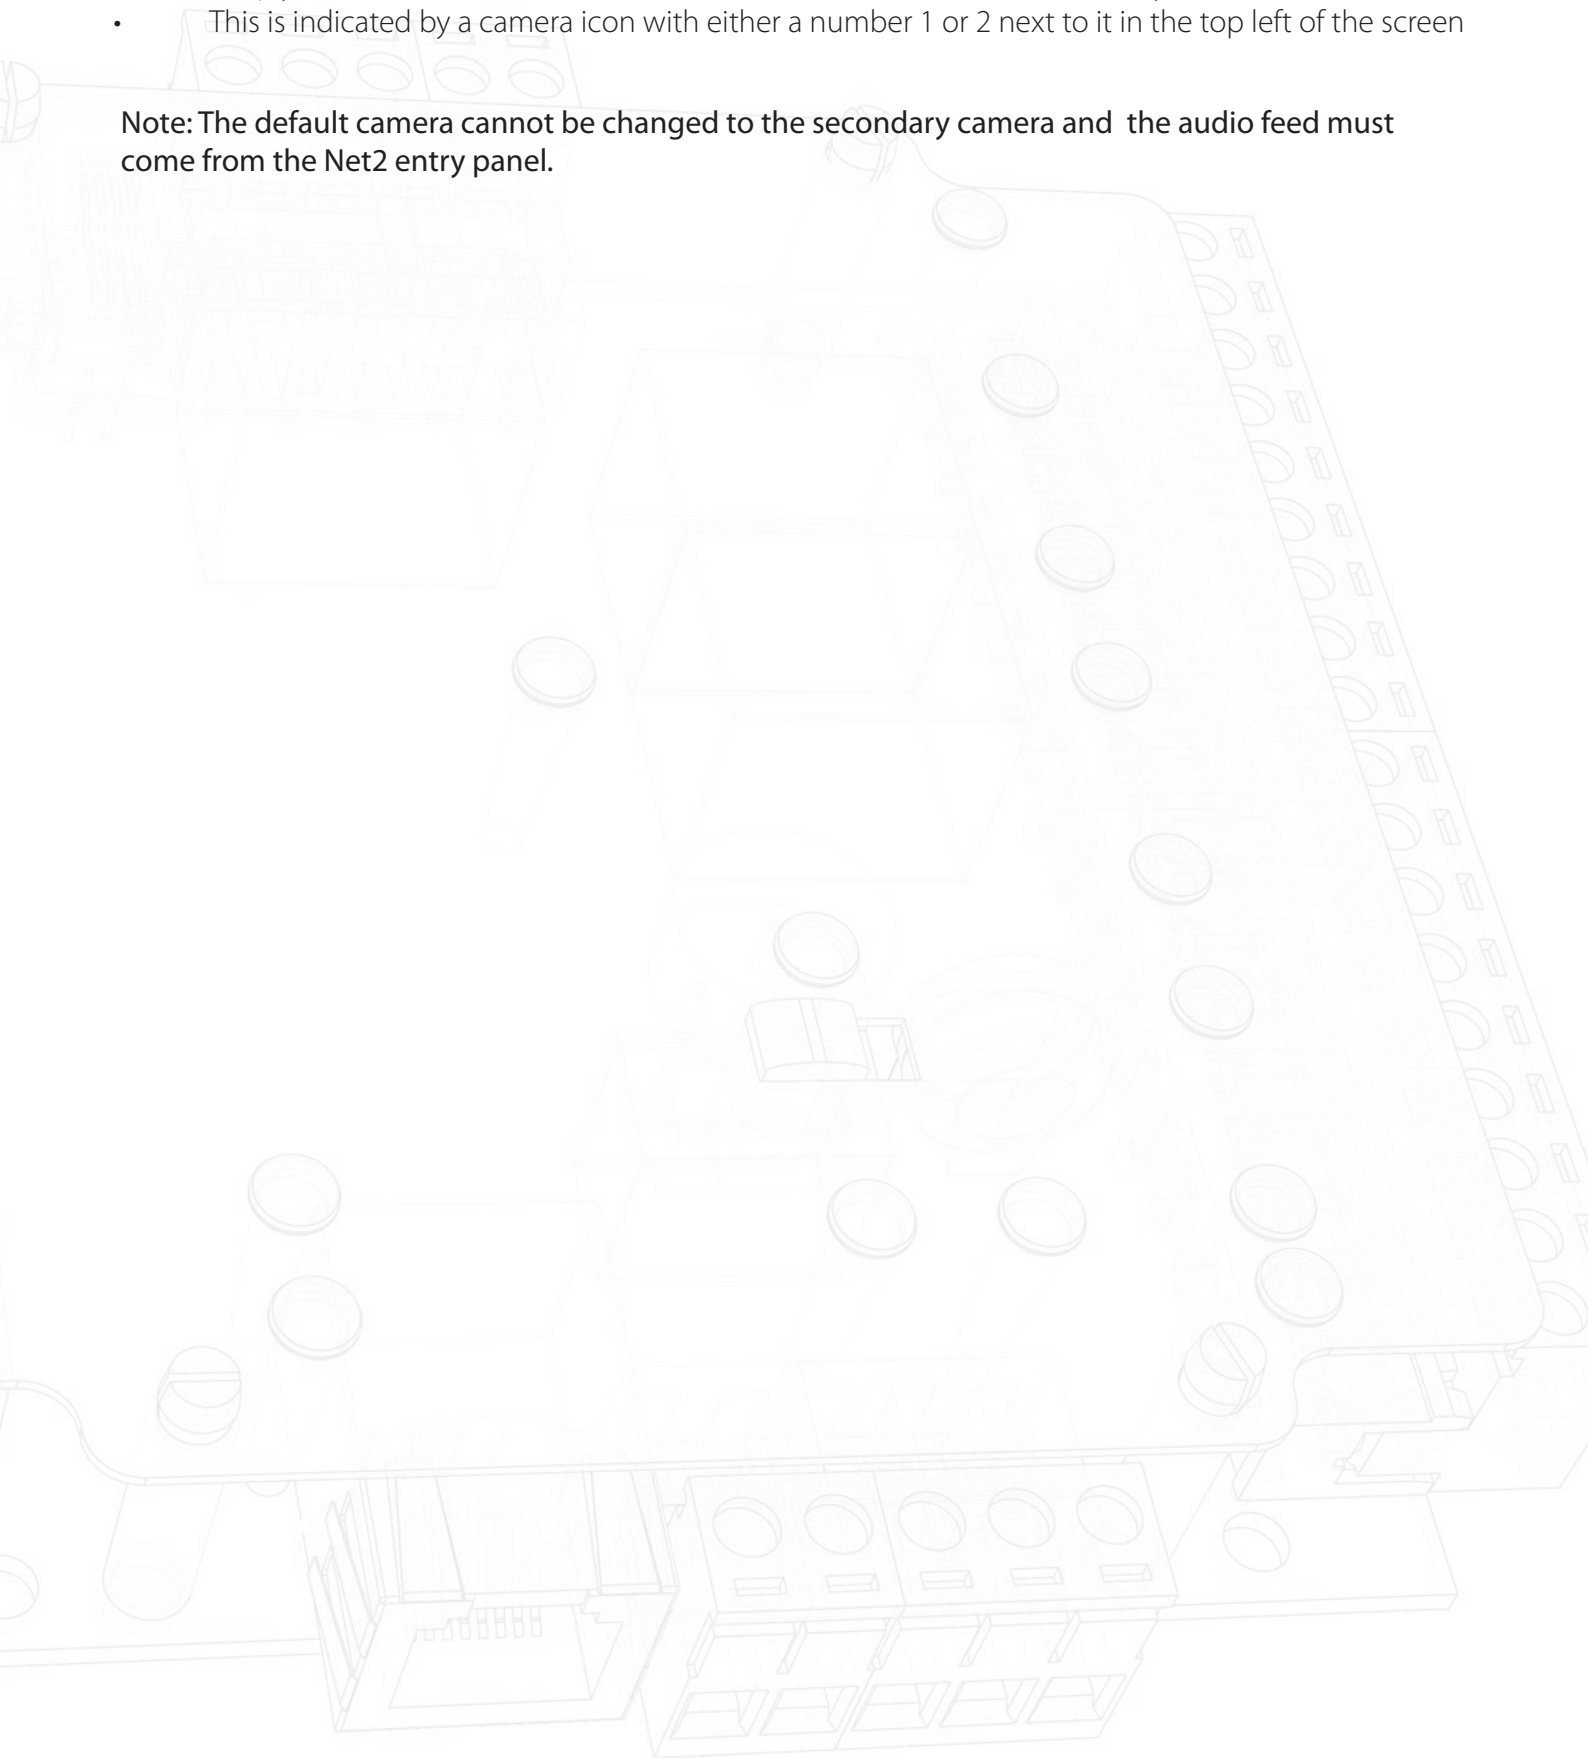 • This is indicated by a camera icon with either a number 1 or 2 next to it in the top left of the screen
Note: The default camera cannot be changed to the secondary camera and  the audio feed must
come from the Net2 entry panel.